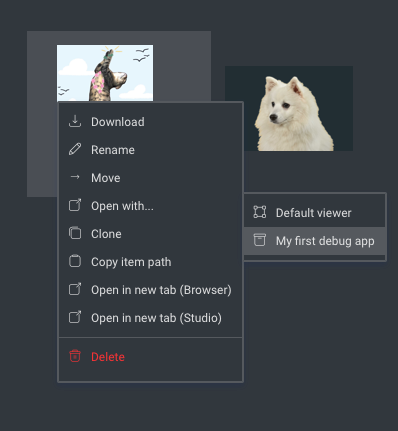 Download
Rename
Move
Open with...
Default viewer
Clone
My first debug app
Copy item path
Open in new tab (Browser)
Open in new tab (Studio)
Delete